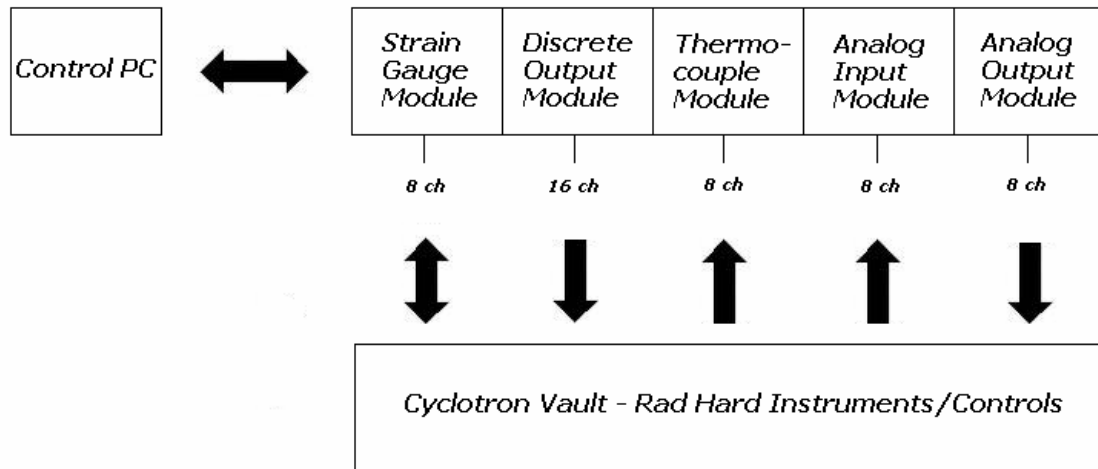 Control PC
Strain
Gauge
Module
Discrete
Output
Module
Thermo-
couple
Module
Analog
Input
Module
Analog
Output
Module
8 ch
16 ch
8 ch
8 ch
8 ch
Cyclotron Vault - Rad Hard Instruments/Controls